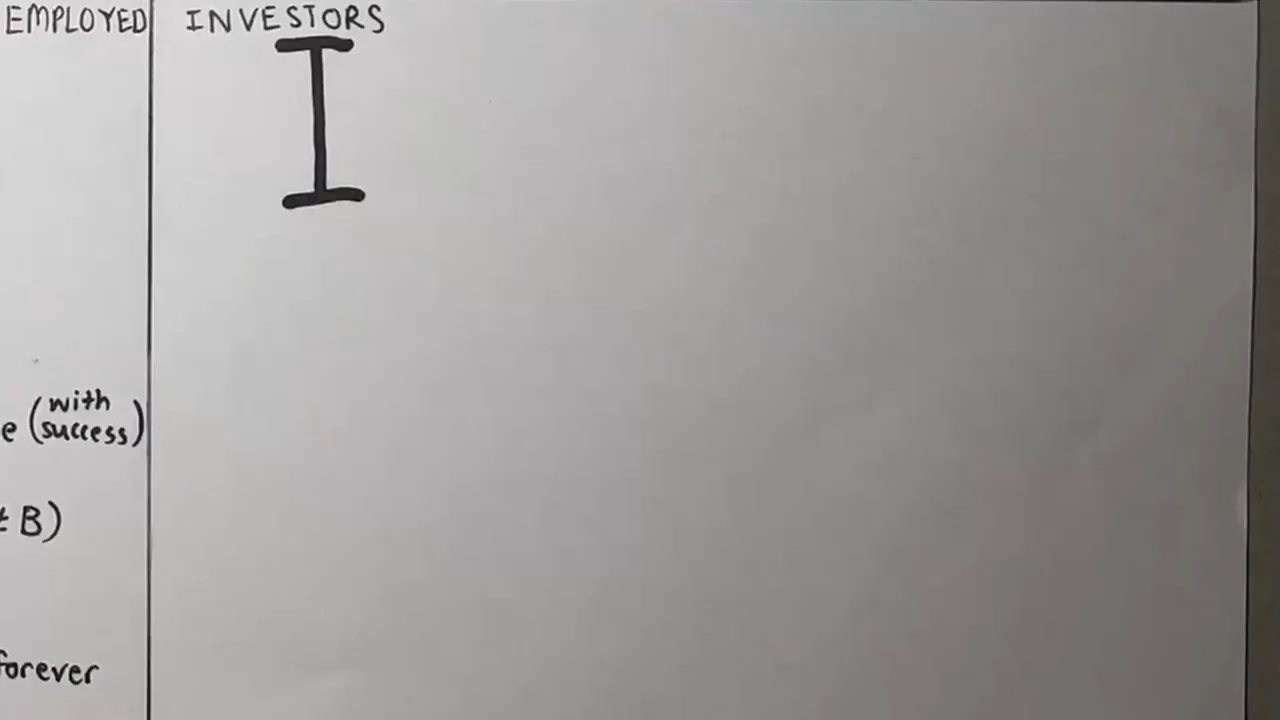 EMPLOYED INVESTORS
I
e (with
success)
≠ B)
forever